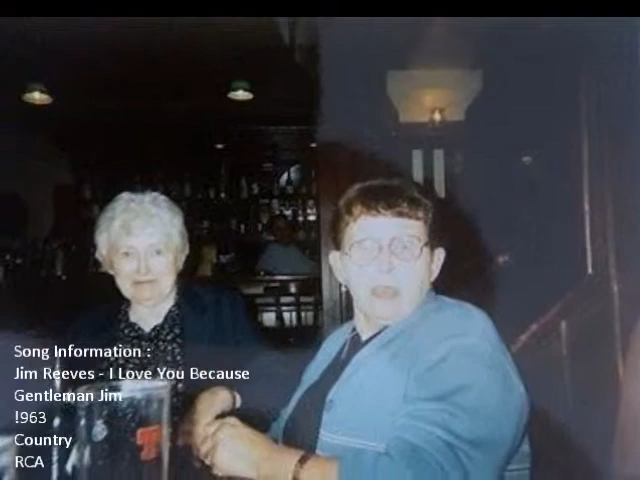 Song Information :
Jim Reeves - I Love You Because
Gentleman Jim
!963
Country
RCA